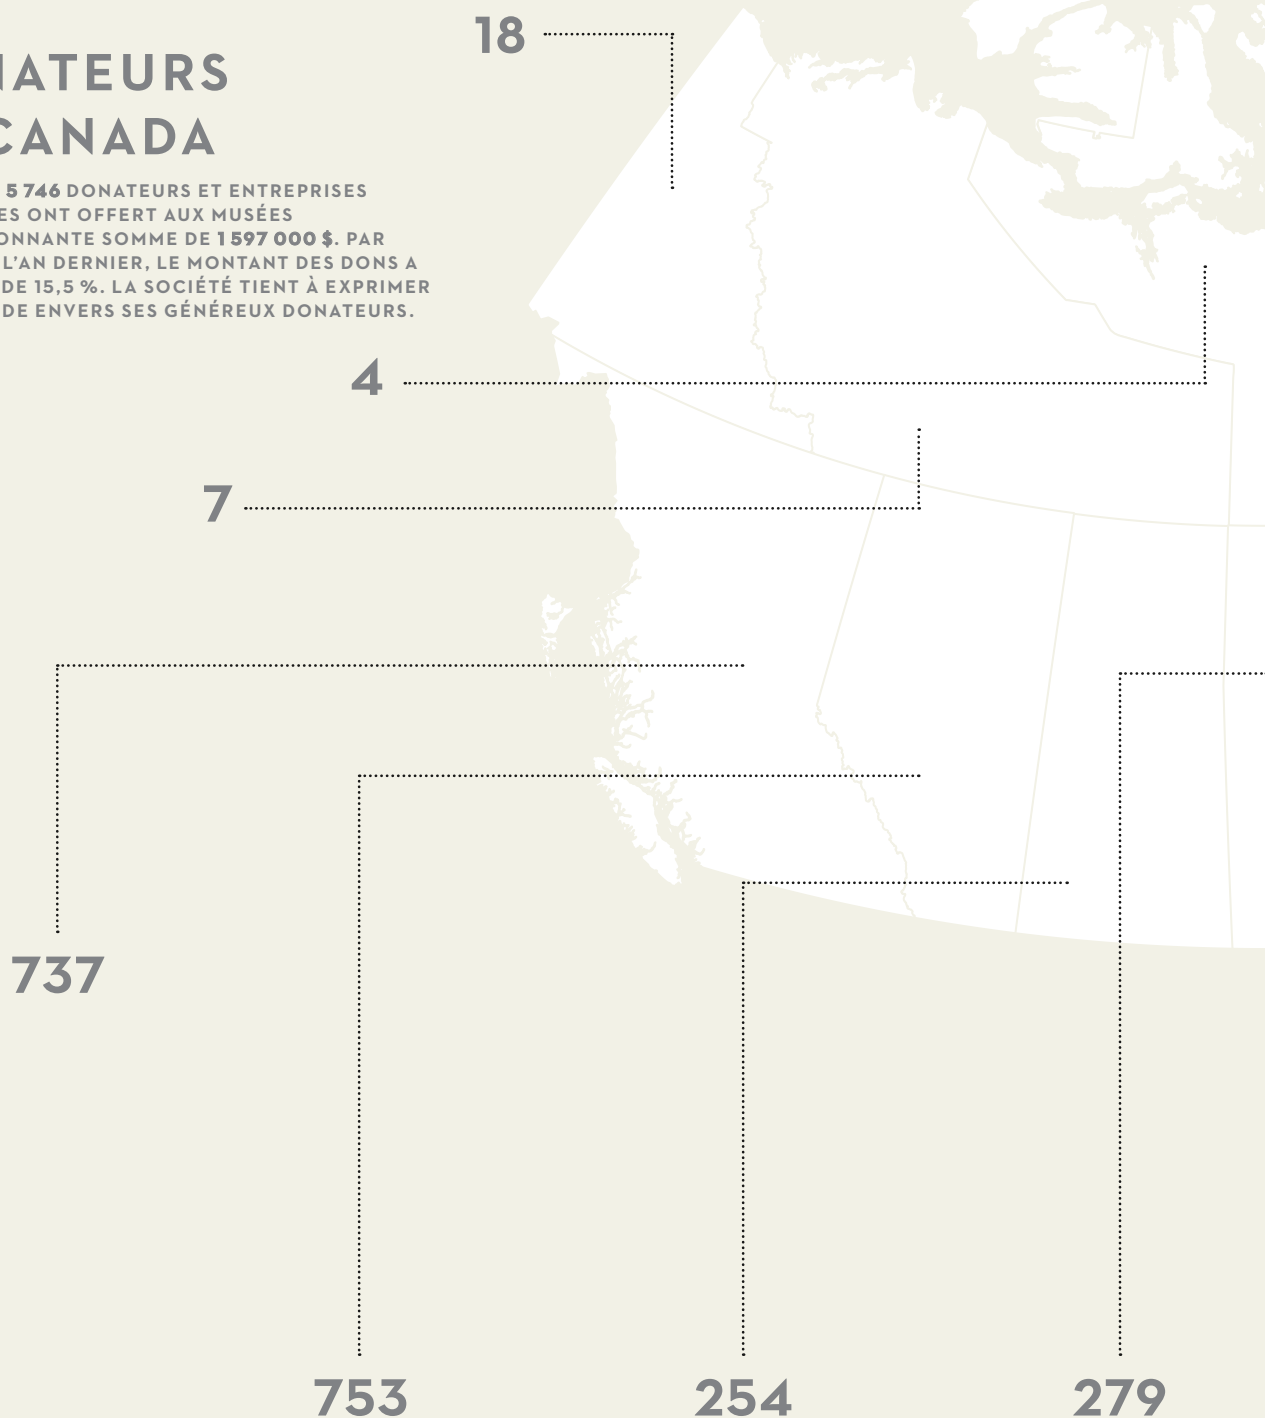 NATEURS
CANADA
5 746 DONATEURS ET ENTREPRISES
ES ONT OFFERT AUX MUSÉES
ONNANTE SOMME DE 1 597 000 $. PAR
L'AN DERNIER, LE MONTANT DES DONS A
DE 15,5 %. LA SOCIÉTÉ TIENT À EXPRIMER
DE ENVERS SES GÉNÉREUX DONATEURS.
18
4
7
737
753
254
279